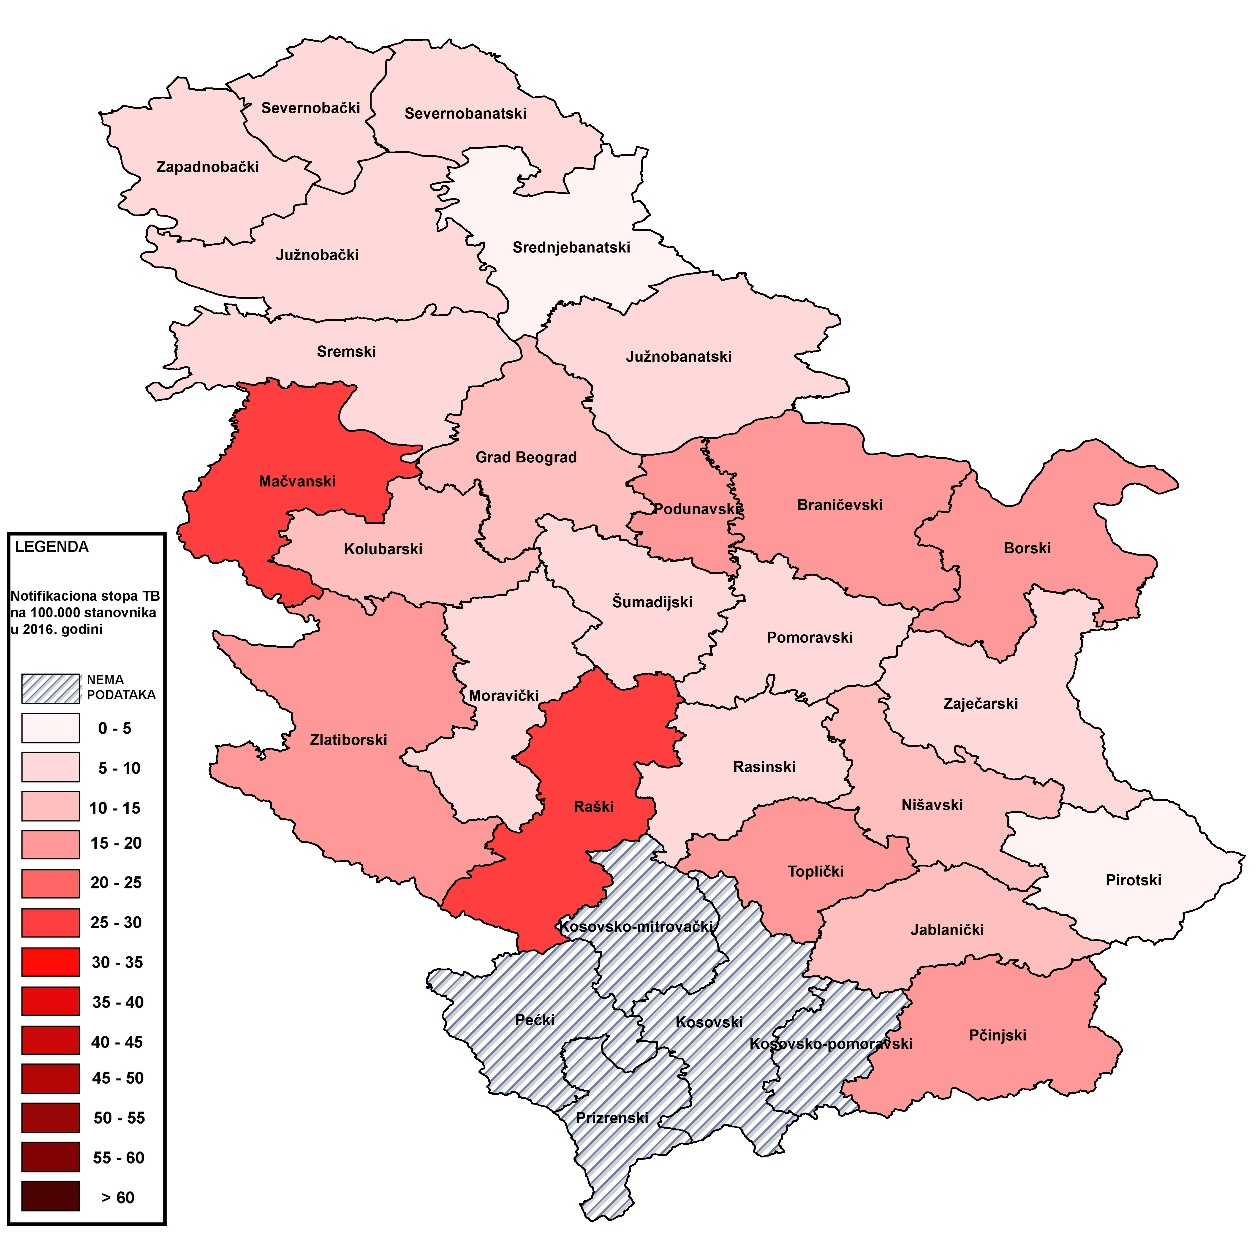 Severnobački
Severnobanatski
Zapadnobački
Srednjebanatski
Južnobački
Sremski
Južnobanatski
Grad Beograd
Mačvanski
Podunavski
Braničevski
Kolubarski
Borski
Šumadijski
Pomoravski
Moravički
Zaječarski
Zlatiborski
Rasinski
Raški
Nišavski
Toplički
Pirotski
Kosovsko-mitrovački
Jablanički
Pećki
Kosovski
Pčinjski
Kosovsko-pomoravski
Prizrenski
LEGENDA
Notifikaciona stopa TB
na 100.000 stanovnika
u 2016. godini
NEMA
PODATAKA
0 - 5
5 - 10
10 - 15
15 - 20
20 - 25
25 - 30
30 - 35
35 - 40
40 - 45
45 - 50
50 - 55
55 - 60
> 60